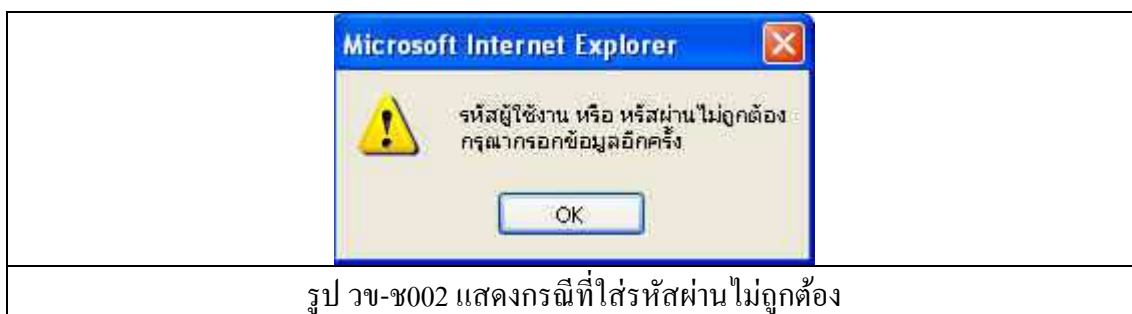 Microsoft Internet Explorer
รหัสผู้ใช้งาน หรือ หรัสผ่านไม่ถูกต้อง
กรุณากรอกข้อมูลอีกครั้ง
OK
รูป วข-ช002 แสดงกรณีที่ใส่รหัสผ่านไม่ถูกต้อง